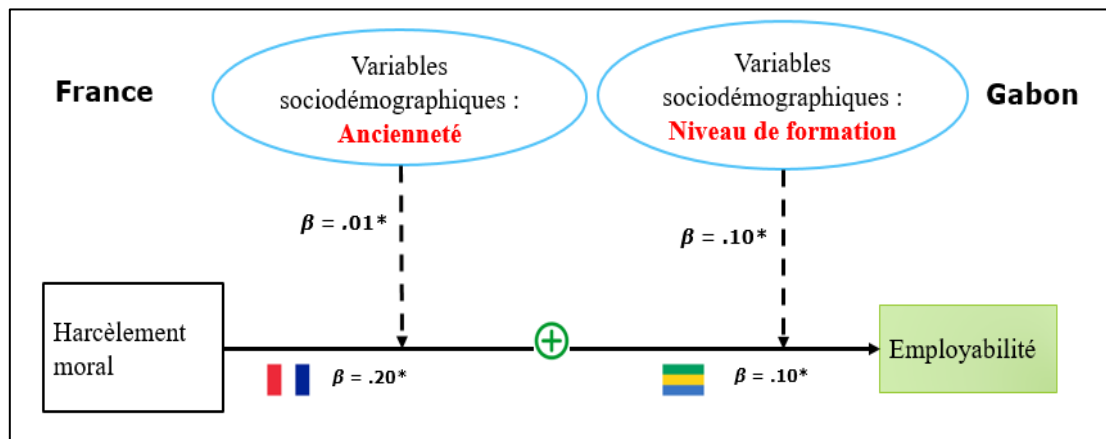 France
Variables
sociodémographiques :
Ancienneté
Variables
sociodémographiques :
Niveau de formation
Gabon
β = .01*
β = .10*
Harcèlement
moral
β = .20*
β = .10*
Employabilité